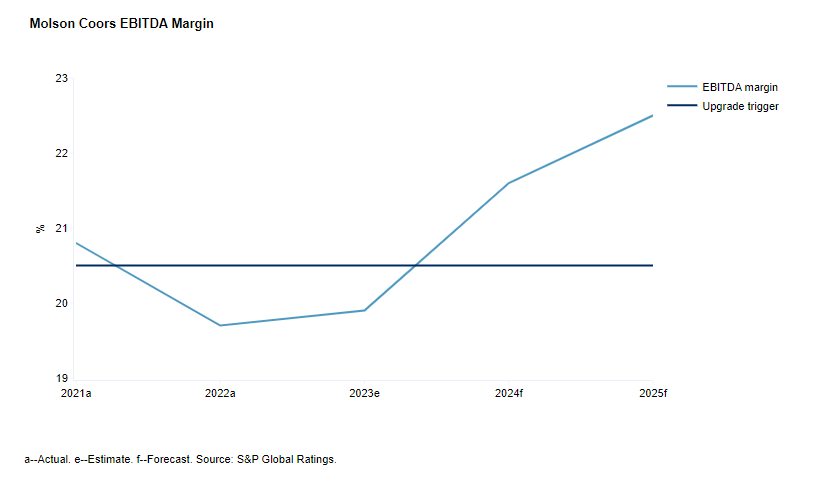 Molson Coors EBITDA Margin
23
22
21
20
19
%
2021a 2022a 2023e 2024f 2025f
EBITDA margin
Upgrade trigger
a--Actual. e--Estimate. f--Forecast. Source: S&P Global Ratings.